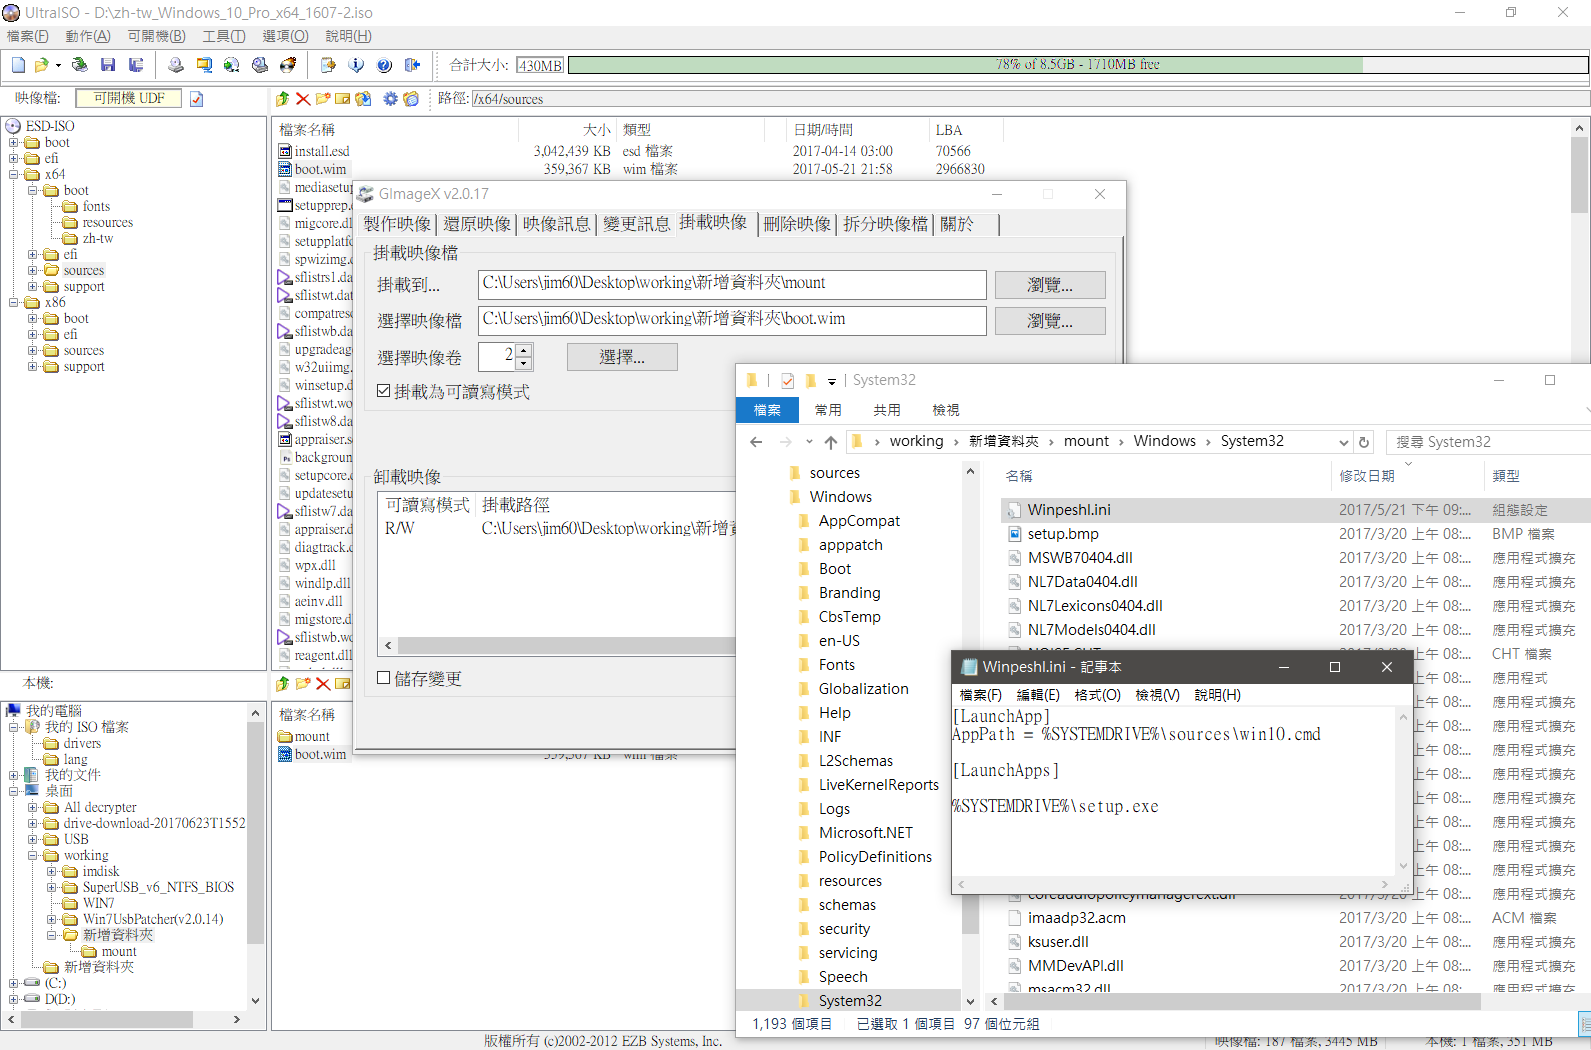 UltraISO - D:\zh-tw_Windows_10_Pro_x64_1607-2.iso
檔案(F) 動作(A) 可開機(B) 工具(T) 選項(O) 說明(H)
合計大小: 430MB 78% of 8.5GB - 1710MB free
映像檔: 可開機 UDF 路徑: /x64/sources
ESD-ISO
boot
efi
x64
boot
fonts
resources
zh-tw
efi
sources
support
x86
boot
efi
sources
support
檔案名稱 大小 類型 日期/時間 LBA
install.esd 3,042,439 KB esd 檔案 2017-04-14 03:00 70566
boot.wim 359,367 KB wim 檔案 2017-05-21 21:58 2966830
mediasetu
setupprep.
migcore.dl
setupplatfo
spwizimg.c
sflistrs1.da
sflistwt.dat
compatresc
sflistwb.da
upgradeage
w32uiimg.
winsetup.d
sflistwt.wo
sflistw8.da
appraiser.s
backgroun
setupcore.c
updatesetu
sflistw7.da
appraiser.c
diagtrack.c
wpx.dll
windlp.dll
aeinv.dll
migstore.d
sflistwb.wo
reagent.dll
GImageX v2.0.17
製作映像 還原映像 映像訊息 變更訊息 掛載映像 刪除映像 拆分映像檔 關於
掛載映像檔
掛載到... C:\Users\jim60\Desktop\working\新增資料夾\mount 瀏覽...
選擇映像檔 C:\Users\jim60\Desktop\working\新增資料夾\boot.wim 瀏覽...
選擇映像卷 2 選擇...
掛載為可讀寫模式
卸載映像
可讀寫模式 掛載路徑
R/W C:\Users\jim60\Desktop\working\新增資
儲存變更
System32
檔案 常用 共用 檢視
working › 新增資料夾 › mount › Windows › System32 搜尋 System32
sources
Windows
AppCompat
apppatch
Boot
Branding
CbsTemp
en-US
Fonts
Globalization
Help
INF
L2Schemas
LiveKernelReports
Logs
Microsoft.NET
PolicyDefinitions
resources
schemas
security
servicing
Speech
System32
名稱 修改日期 類型
Winpeshl.ini 2017/5/21 下午 09:... 組態設定
setup.bmp 2017/3/20 上午 08:... BMP 檔案
MSWB70404.dll 2017/3/20 上午 08:... 應用程式擴充
NL7Data0404.dll 2017/3/20 上午 08:... 應用程式擴充
NL7Lexicons0404.dll 2017/3/20 上午 08:... 應用程式擴充
NL7Models0404.dll 2017/3/20 上午 08:... 應用程式擴充
CHT 檔案
上午 08:... 應用程式
上午 08:... 應用程式擴充
上午 08:... 應用程式擴充
上午 08:... 應用程式擴充
上午 08:... 應用程式擴充
上午 08:... 應用程式擴充
上午 08:... 應用程式擴充
上午 08:... 應用程式擴充
上午 08:... 應用程式擴充
coreaudiopolicymanagerext.dll 2017/3/20 上午 08:... 應用程式擴充
imaadp32.acm 2017/3/20 上午 08:... ACM 檔案
ksuser.dll 2017/3/20 上午 08:... 應用程式擴充
MMDevAPI.dll 2017/3/20 上午 08:... 應用程式擴充
msacm32.dll 2017/3/20 上午 08:... 應用程式擴充
1,193 個項目 已選取 1 個項目 97 個位元組
Winpeshl.ini - 記事本
檔案(F) 編輯(E) 格式(O) 檢視(V) 說明(H)
[LaunchApp]
AppPath = %SYSTEMDRIVE%\sources\win10.cmd
[LaunchApps]
%SYSTEMDRIVE%\setup.exe
本機:
我的電腦
我的 ISO 檔案
drivers
lang
我的文件
桌面
All decrypter
drive-download-20170623T1552
USB
working
imdisk
SuperUSB_v6_NTFS_BIOS
WIN7
Win7UsbPatcher(v2.0.14)
新增資料夾
mount
新增資料夾
(C:)
D(D:)
檔案名稱
mount
boot.wim 359,367 KB wim 檔案
版權所有 (c)2002-2012 EZB Systems, Inc. 映像檔: 187 檔案, 3445 MB 本機: 1 檔案, 351 MB